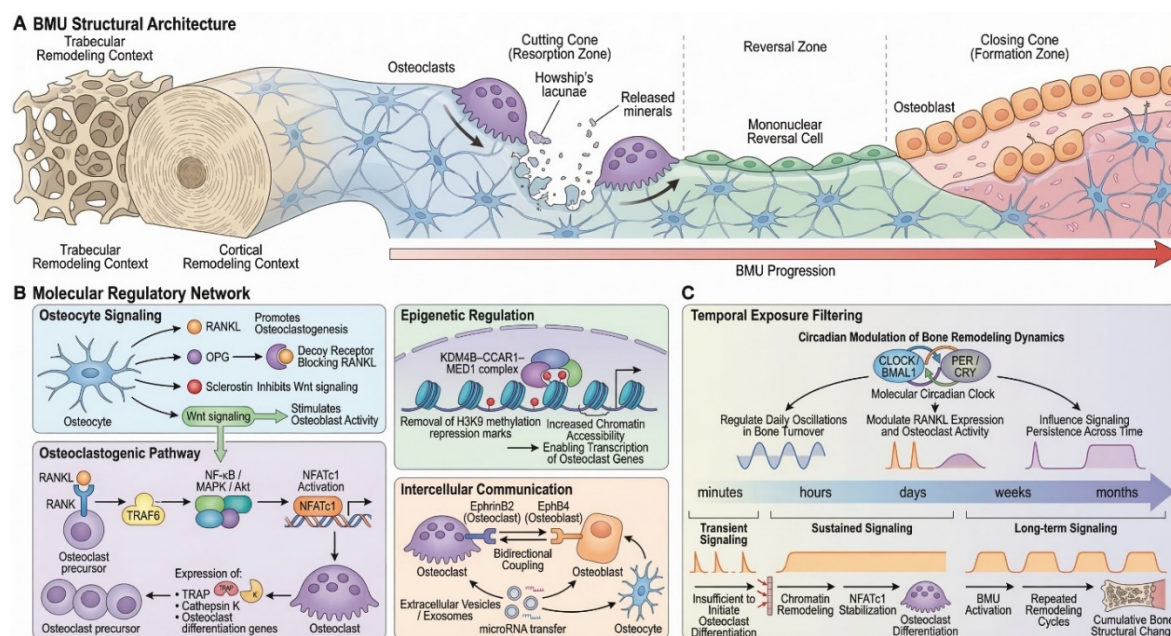 A BMU Structural Architecture
Trabecular
Remodeling Context
Osteoclasts
Cutting Cone
(Resorption Zone)
Howship's
lacunae
Released
minerals
Reversal Zone
Mononuclear
Reversal Cell
Closing Cone
(Formation Zone)
Osteoblast
Trabecular
Remodeling Context
Cortical
Remodeling Context
BMU Progression
B Molecular Regulatory Network
Osteocyte Signaling
Osteocyte
RANKL
Promotes
Osteoclastogenesis
OPG
Decoy Receptor
Blocking RANKL
Sclerostin Inhibits Wnt signaling
Wnt signaling
Stimulates
Osteoblast Activity
Osteoclastogenic Pathway
RANKL
RANK
Osteoclast
precursor
TRAF6
NF-κB /
MAPK / Akt
NFATc1
Activation
NFATc1
Osteoclast precursor
Expression of:
• TRAP
• Cathepsin K
• Osteoclast
differentiation genes
TRAP
K
Osteoclast
Epigenetic Regulation
KDM4B–CCAR1–
MED1 complex
Removal of H3K9 methylation
repression marks
Increased Chromatin
Accessibility
Enabling Transcription
of Osteoclast Genes
Intercellular Communication
EphrinB2
(Osteoclast)
EphB4
(Osteoblast)
Bidirectional
Coupling
Osteoclast
Osteoblast
Extracellular Vesicles
/ Exosomes
microRNA transfer
Osteocyte
C
Temporal Exposure Filtering
Circadian Modulation of Bone Remodeling Dynamics
CLOCK/
BMAL1
PER /
CRY
Molecular Circadian Clock
Regulate Daily Oscillations
in Bone Turnover
Modulate RANKL Expression
and Osteoclast Activity
Influence Signaling
Persistence Across Time
minutes hours days weeks months
Transient
Signaling
Sustained Signaling
Long-term Signaling
Insufficient to
Initiate
Osteoclast
Differentiation
Chromatin
Remodeling
NFATc1
Stabilization
Osteoclast
Differentiation
BMU
Activation
Repeated
Remodeling
Cycles
Cumulative Bone
Structural Change